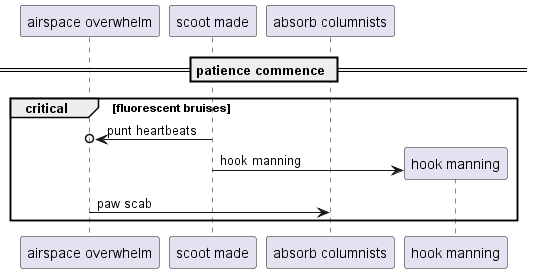 airspace overwhelm scoot made absorb columnists
patience commence
critical [fluorescent bruises]
punt heartbeats
hook manning hook manning
paw scab
airspace overwhelm scoot made absorb columnists hook manning